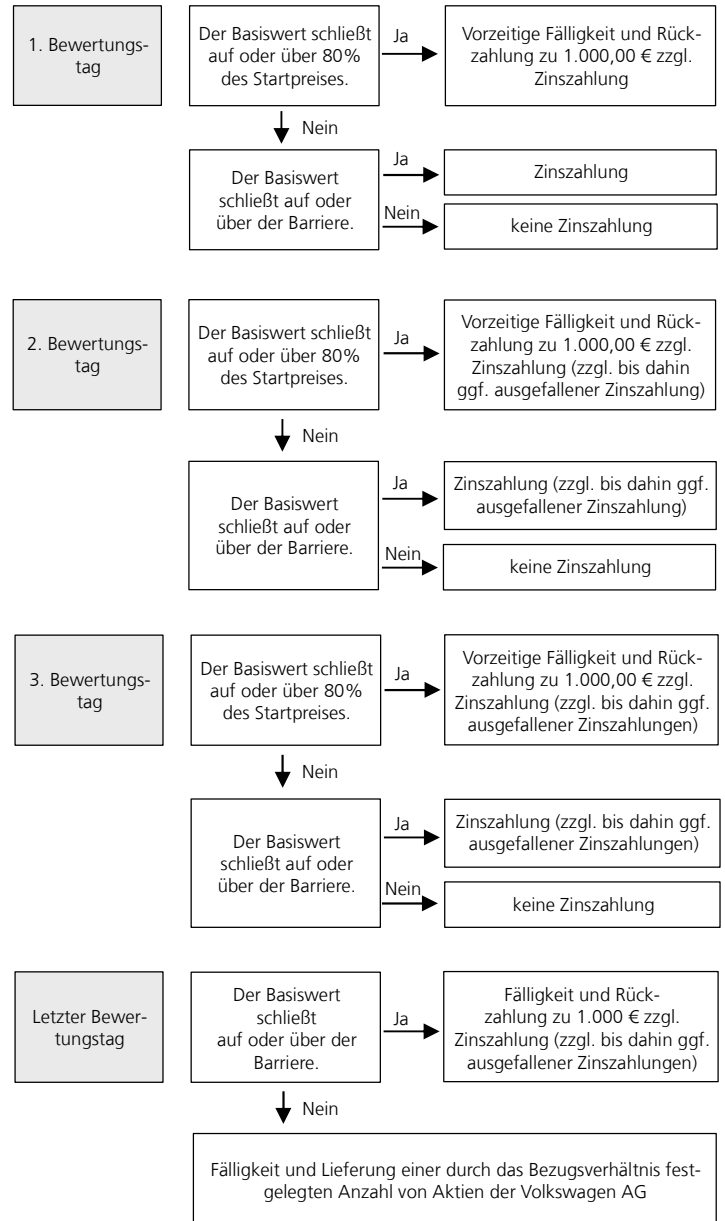 1. Bewertungs-
tag
Der Basiswert schließt
auf oder über 80%
des Startpreises.
Ja
Vorzeitige Fälligkeit und Rück-
zahlung zu 1.000,00 € zzgl.
Zinszahlung
Nein
Der Basiswert
schließt auf oder
über der Barriere.
Ja
Zinszahlung
Nein
keine Zinszahlung
2. Bewertungs-
tag
Der Basiswert schließt
auf oder über 80%
des Startpreises.
Ja
Vorzeitige Fälligkeit und Rück-
zahlung zu 1.000,00 € zzgl.
Zinszahlung (zzgl. bis dahin
ggf. ausgefallener Zinszahlung)
Nein
Der Basiswert
schließt auf oder
über der Barriere.
Ja
Zinszahlung (zzgl. bis dahin ggf.
ausgefallener Zinszahlung)
Nein
keine Zinszahlung
3. Bewertungs-
tag
Der Basiswert schließt
auf oder über 80%
des Startpreises.
Ja
Vorzeitige Fälligkeit und Rück-
zahlung zu 1.000,00 € zzgl.
Zinszahlung (zzgl. bis dahin ggf.
ausgefallener Zinszahlungen)
Nein
Der Basiswert
schließt auf oder
über der Barriere.
Ja
Zinszahlung (zzgl. bis dahin ggf.
ausgefallener Zinszahlungen)
Nein
keine Zinszahlung
Letzter Bewer-
tungstag
Der Basiswert
schließt
auf oder über der
Barriere.
Ja
Fälligkeit und Rück-
zahlung zu 1.000 € zzgl.
Zinszahlung (zzgl. bis dahin ggf.
ausgefallener Zinszahlungen)
Nein
Fälligkeit und Lieferung einer durch das Bezugsverhältnis fest-
gelegten Anzahl von Aktien der Volkswagen AG